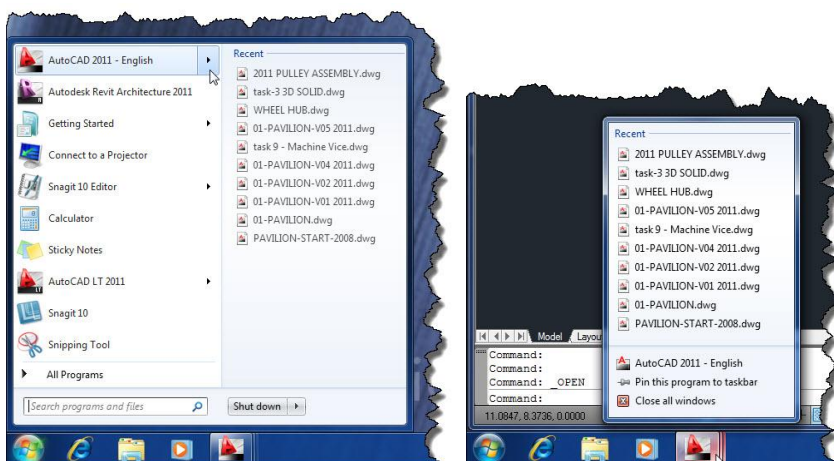 AutoCAD 2011 - English
Autodesk Revit Architecture 2011
Getting Started
Connect to a Projector
Snagit 10 Editor
Calculator
Sticky Notes
AutoCAD LT 2011
Snagit 10
Snipping Tool
All Programs
Search programs and files
Recent
2011 PULLEY ASSEMBLY.dwg
task-3 3D SOLID.dwg
WHEEL HUB.dwg
01-PAVILION-V05 2011.dwg
task 9 - Machine Vice.dwg
01-PAVILION-V04 2011.dwg
01-PAVILION-V02 2011.dwg
01-PAVILION-V01 2011.dwg
01-PAVILION.dwg
PAVILION-START-2008.dwg
Shut down
Recent
2011 PULLEY ASSEMBLY.dwg
task-3 3D SOLID.dwg
WHEEL HUB.dwg
01-PAVILION-V05 2011.dwg
task 9 - Machine Vice.dwg
01-PAVILION-V04 2011.dwg
01-PAVILION-V02 2011.dwg
01-PAVILION-V01 2011.dwg
01-PAVILION.dwg
PAVILION-START-2008.dwg
AutoCAD 2011 - English
Pin this program to taskbar
Close all windows
Model Layou
Command:
Command:
Command: _OPEN
Command:
11.0847, 8.3736, 0.0000